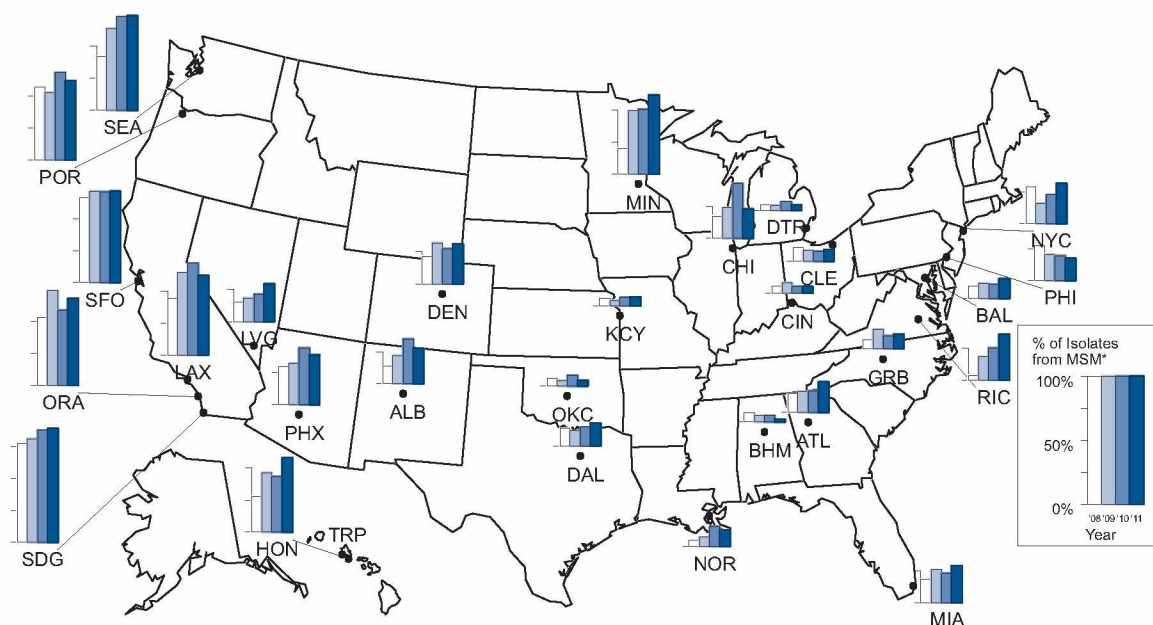 SEA
POR
MIN
DTR
CHI
CLE
NYC
PHI
BAL
SFO
LVG
DEN
KCY
CIN
LAX
GRB
RIC
ORA
PHX
ALB
OKC
DAL
BHM
ATL
SDG
HON
TRP
NOR
MIA
% of Isolates
from MSM*
100%
50%
0%
'08 '09 '10 '11
Year